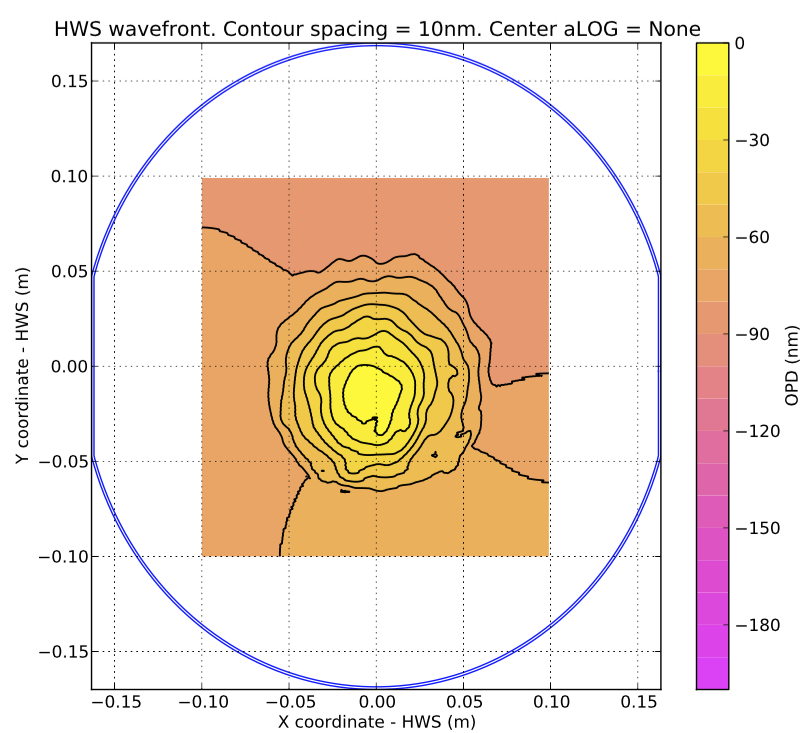 HWS wavefront. Contour spacing = 10nm. Center aLOG = None
0
−30
−60
−90
−120
−150
−180
OPD (nm)
0.15
0.10
0.05
0.00
−0.05
−0.10
−0.15
Y coordinate - HWS (m)
−0.15 −0.10 −0.05 0.00 0.05 0.10 0.15
X coordinate - HWS (m)